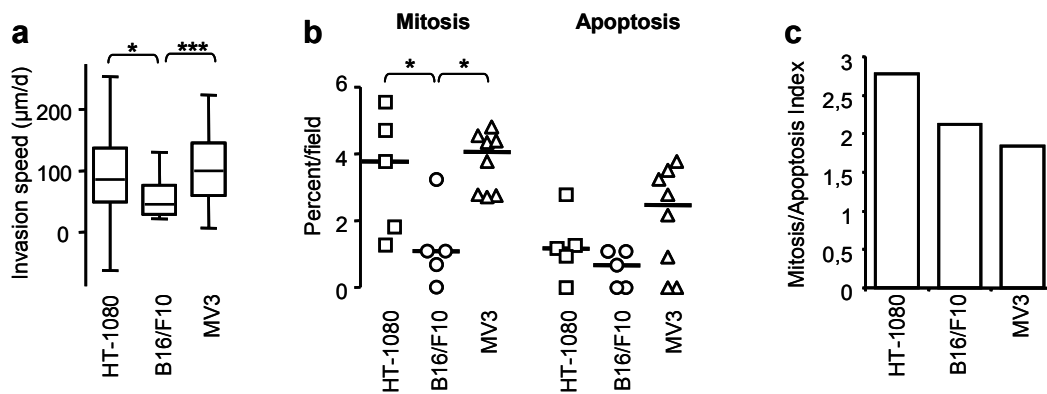 a
* ***
Invasion speed (µm/d)
200
100
0
HT-1080
B16/F10
MV3
b
Mitosis
Apoptosis
* *
Percent/field
6
4
2
0
HT-1080
B16/F10
MV3
HT-1080
B16/F10
MV3
c
Mitosis/Apoptosis Index
3
2,5
2
1,5
1
0,5
0
HT-1080
B16/F10
MV3